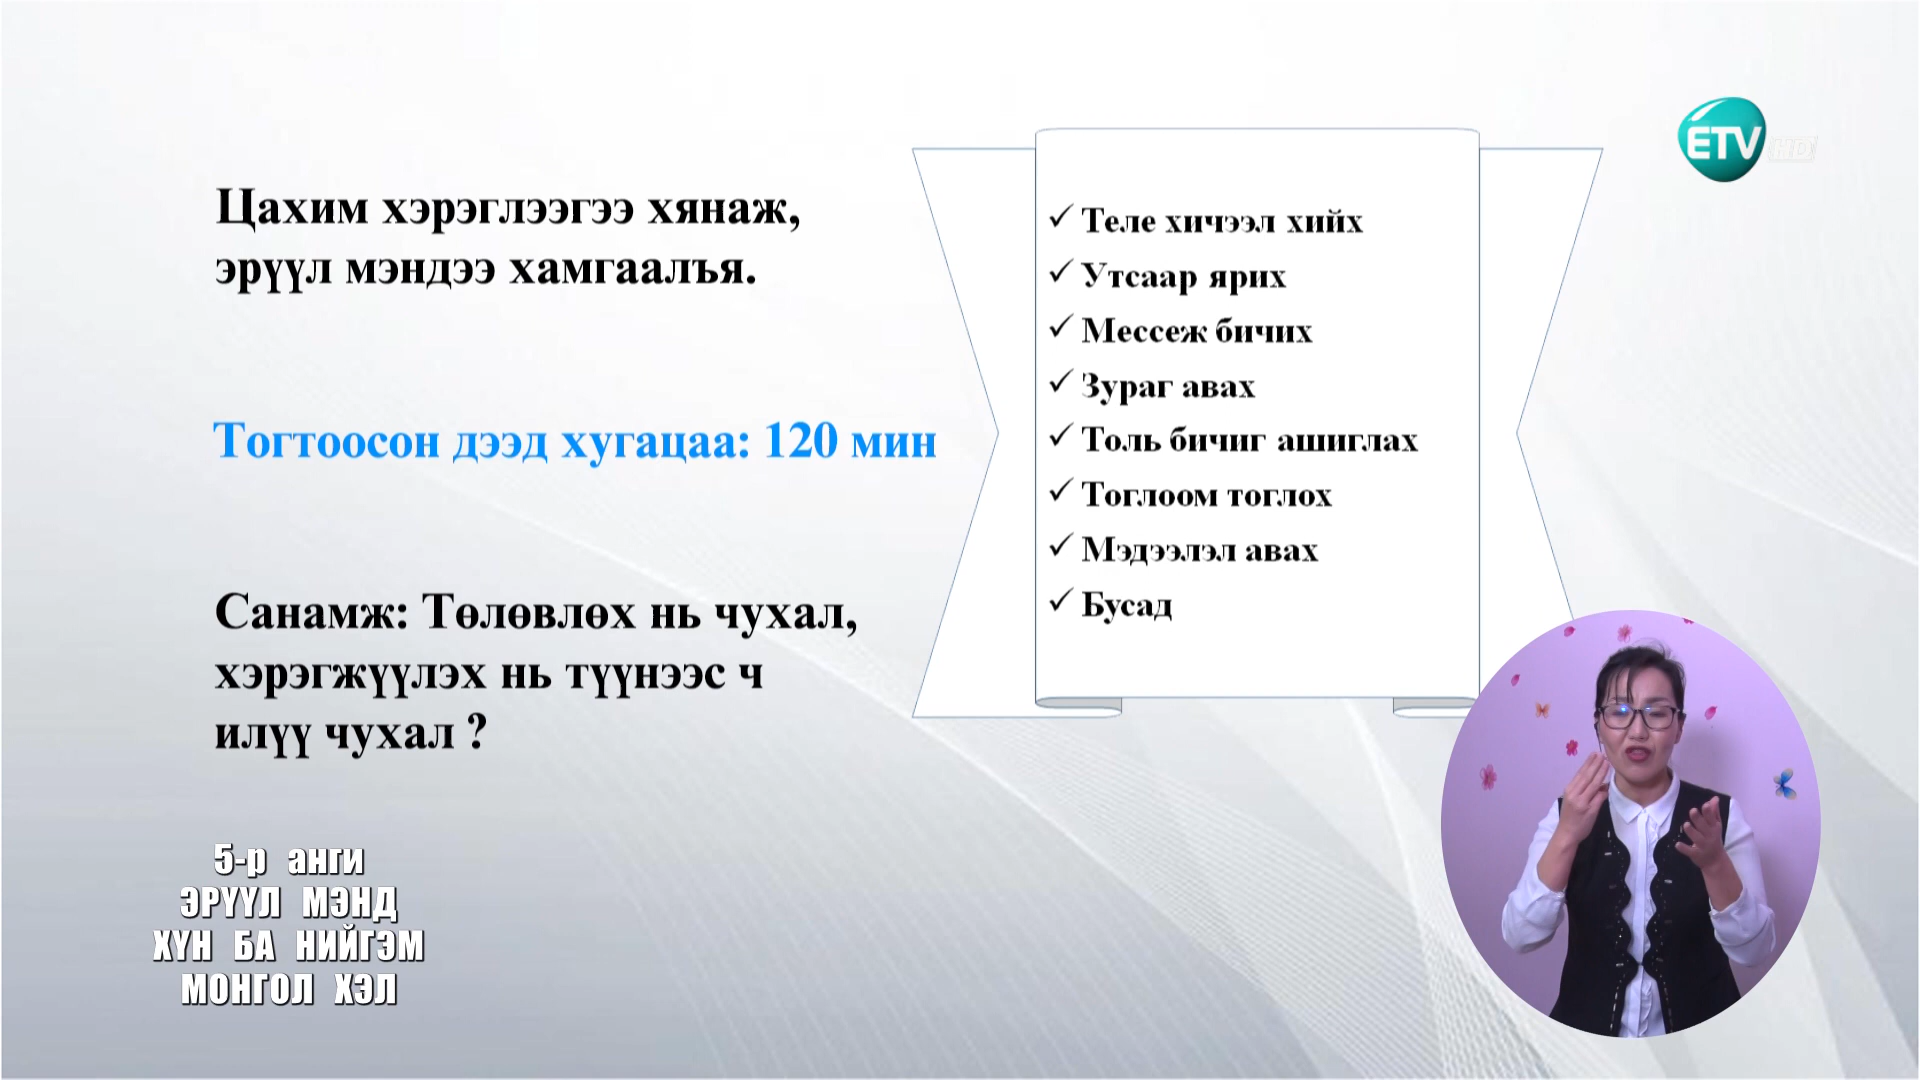 Цахим хэрэглээгээ хянаж,
эрүүл мэндээ хамгаалъя.
Тогтоосон дээд хугацаа: 120 мин
Санамж: Төлөвлөх нь чухал,
хэрэгжүүлэх нь түүнээс ч
илүү чухал ?
✓ Теле хичээл хийх
✓ Утсаар ярих
✓ Мессеж бичих
✓ Зураг авах
✓ Толь бичиг ашиглах
✓ Тоглоом тоглох
✓ Мэдээлэл авах
✓ Бусад
ETV HD
5-р анги
ЭРҮҮЛ МЭНД
ХҮН БА НИЙГЭМ
МОНГОЛ ХЭЛ